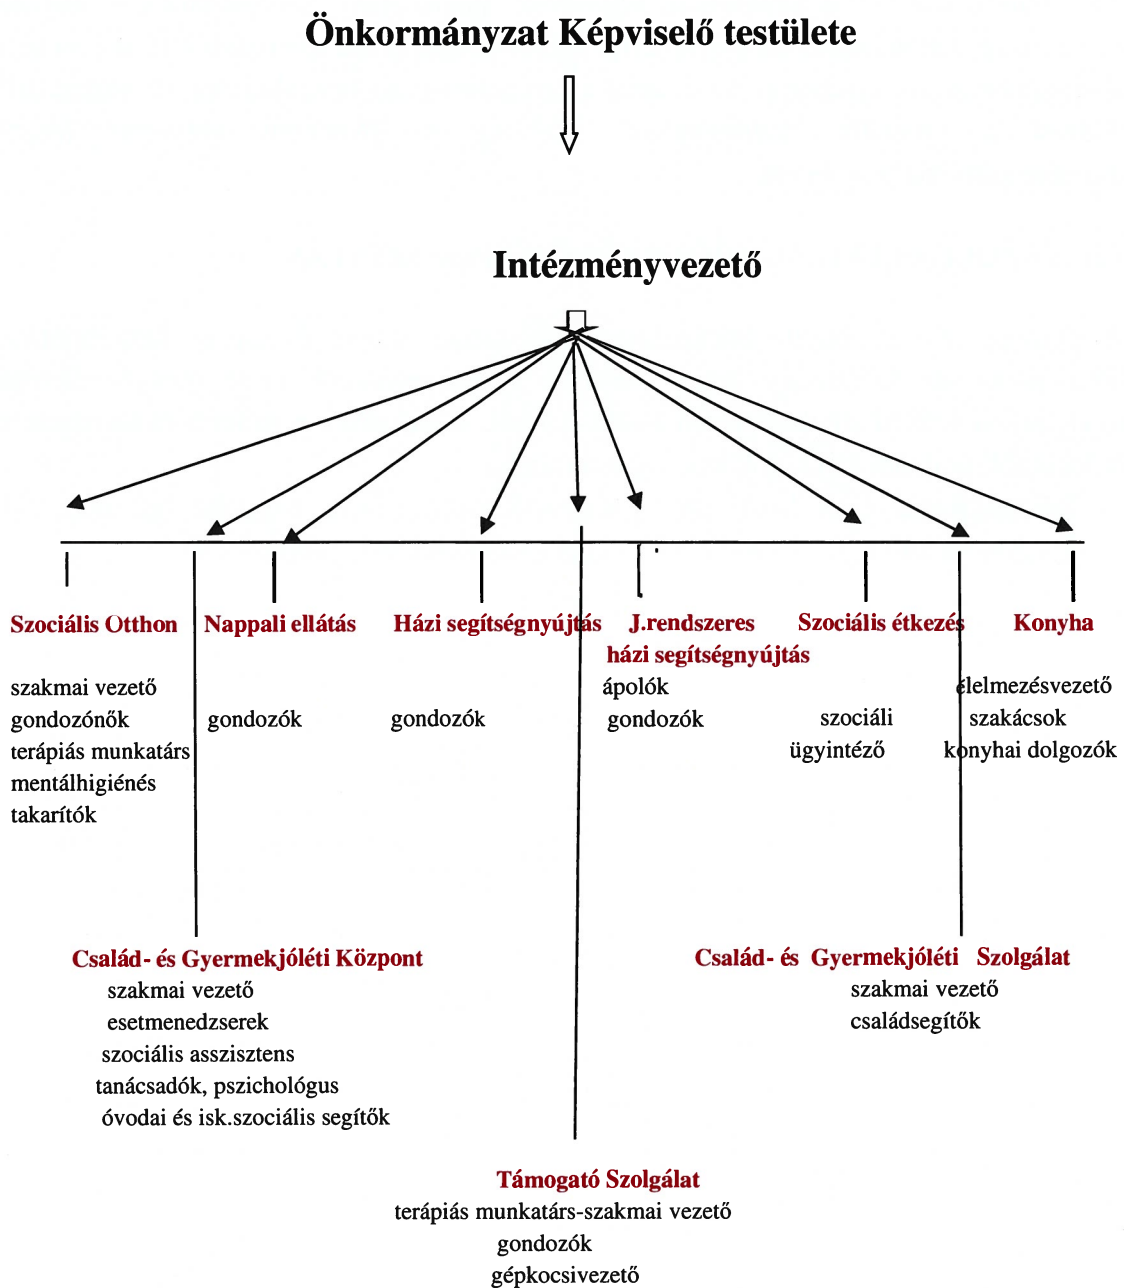 Önkormányzat Képviselő testülete
Intézményvezető
Szociális Otthon
szakmai vezető
gondozónők
terápiás munkatárs
mentálhigiénés
takarítók
Nappali ellátás
gondozók
Házi segítségnyújtás
gondozók
J.rendszeres
házi segítségnyújtás
ápolók
gondozók
Szociális étkezés
szociáli
ügyintéző
Konyha
élelmezésvezető
szakácsok
konyhai dolgozók
Család- és Gyermekjóléti Központ
szakmai vezető
esetmenedzserek
szociális asszisztens
tanácsadók, pszichológus
óvodai és isk.szociális segítők
Család- és Gyermekjóléti Szolgálat
szakmai vezető
családsegítők
Támogató Szolgálat
terápiás munkatárs-szakmai vezető
gondozók
gépkocsivezető